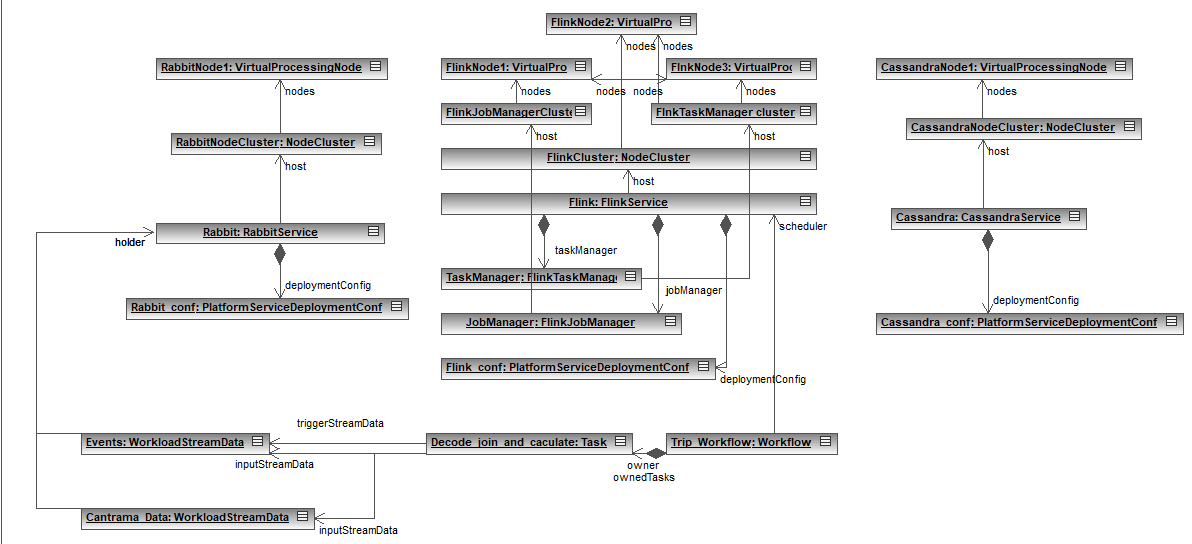 FlinkNode2: VirtualPro
nodes
nodes
RabbitNode1: VirtualProcessingNode
FlinkNode1: VirtualPro
FlnkNode3: VirtualProc
CassandraNode1: VirtualProcessingNode
nodes
nodes
nodes
nodes
nodes
nodes
FlinkJobManagerCluste
FlnkTaskManager cluster
CassandraNodeCluster: NodeCluster
RabbitNodeCluster: NodeCluster
host
host
FlinkCluster: NodeCluster
host
host
host
Flink: FlinkService
Cassandra: CassandraService
Rabbit: RabbitService
scheduler
holder
taskManager
TaskManager: FlinkTaskManage
deploymentConfig
jobManager
deploymentConfig
Rabbit_conf: PlatformServiceDeploymentConf
JobManager: FlinkJobManager
Cassandra_conf: PlatformServiceDeploymentConf
Flink_conf: PlatformServiceDeploymentConf
deploymentConfig
triggerStreamData
Events: WorkloadStreamData
Decode_join_and_caculate: Task
Trip_Workflow: Workflow
inputStreamData
owner
ownedTasks
Cantrama_Data: WorkloadStreamData
inputStreamData